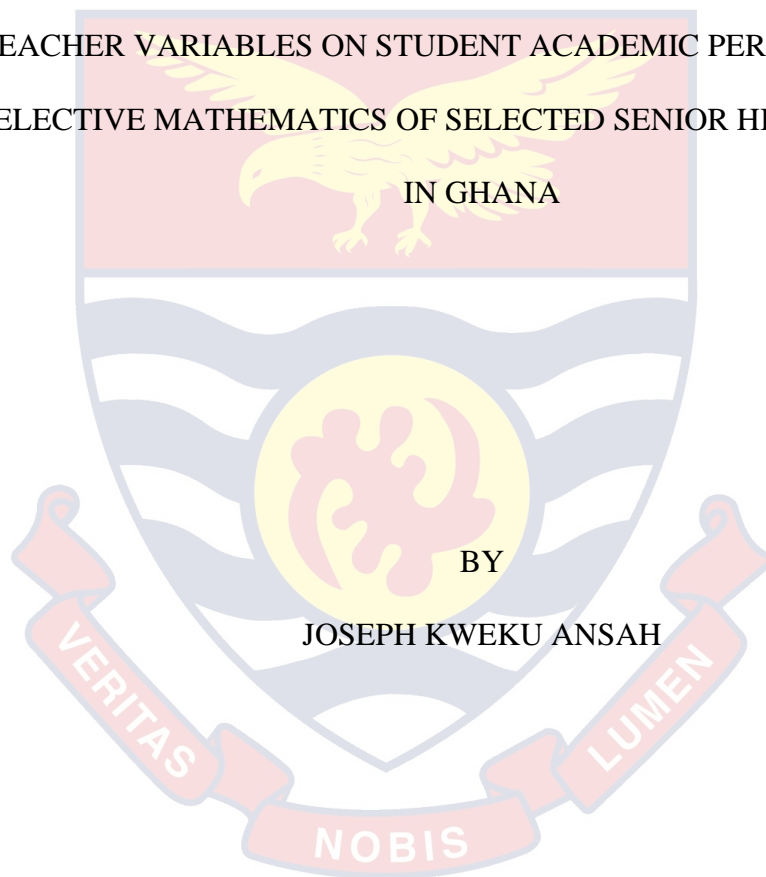 EACHER VARIABLES ON STUDENT ACADEMIC PER
ELECTIVE MATHEMATICS OF SELECTED SENIOR HI
IN GHANA
BY
JOSEPH KWEKU ANSAH
VERITAS
NOBIS
LUMEN